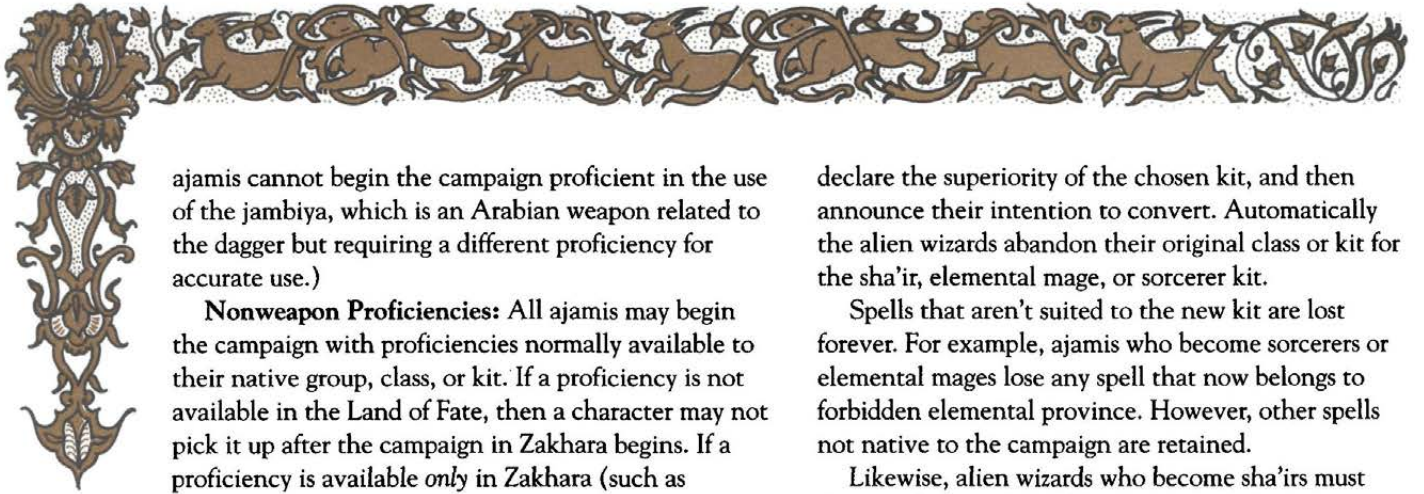 ajamis cannot begin the campaign proficient in the use
of the jambiya, which is an Arabian weapon related to
the dagger but requiring a different proficiency for
accurate use.)
Nonweapon Proficiencies: All ajamis may begin
the campaign with proficiencies normally available to
their native group, class, or kit. If a proficiency is not
available in the Land of Fate, then a character may not
pick it up after the campaign in Zakhara begins. If a
proficiency is available only in Zakhara (such as
declare the superiority of the chosen kit, and then
announce their intention to convert. Automatically
the alien wizards abandon their original class or kit for
the sha'ir, elemental mage, or sorcerer kit.
Spells that aren't suited to the new kit are lost
forever. For example, ajamis who become sorcerers or
elemental mages lose any spell that now belongs to
forbidden elemental province. However, other spells
not native to the campaign are retained.
Likewise, alien wizards who become sha'irs must